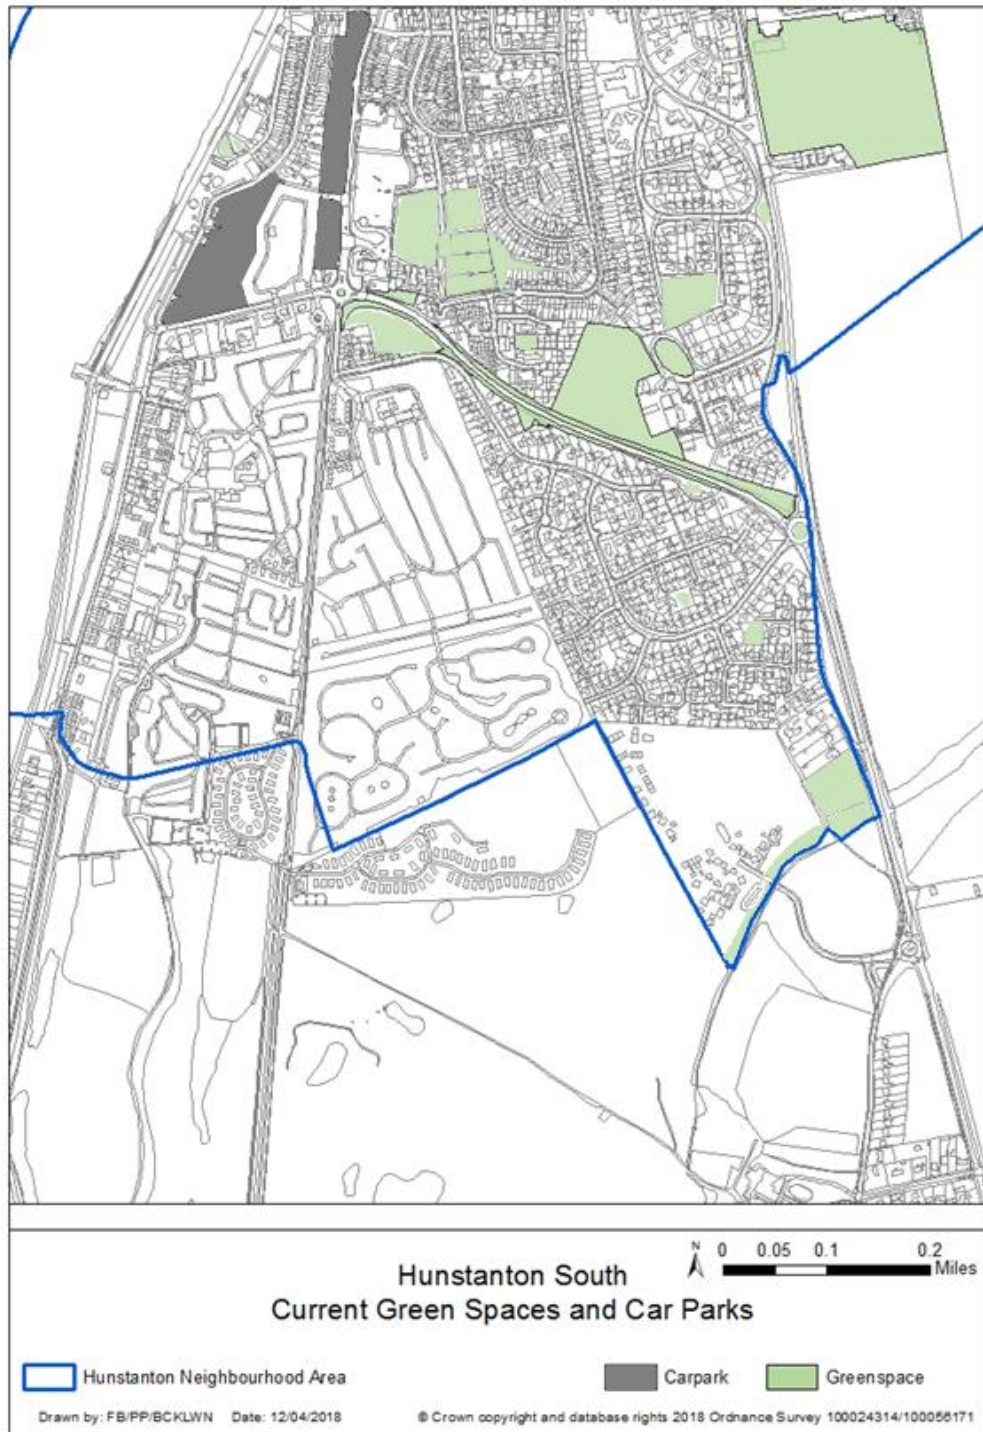 N
0 0.05 0.1 0.2
Miles
Hunstanton South
Current Green Spaces and Car Parks
Hunstanton Neighbourhood Area
Carpark
Greenspace
Drawn by: FB/PP/BCKLWN Date: 12/04/2018
© Crown copyright and database rights 2018 Ordnance Survey 100024314/100056171